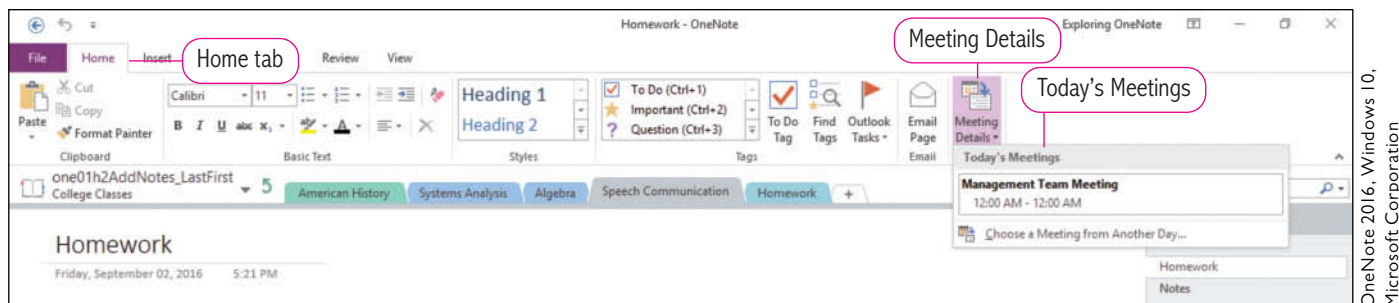 Homework - OneNote
Exploring OneNote
File
Home
Insert
Review
View
Home tab
Meeting Details
Today's Meetings
Paste
Cut
Copy
Format Painter
Clipboard
Calibri
11
B I U abc x,
A
Basic Text
Heading 1
Heading 2
Styles
To Do (Ctrl+1)
Important (Ctrl+2)
? Question (Ctrl+3)
To Do
Tag
Find
Tags
Outlook
Tasks
Tags
Email
Page
Email
Meeting
Details
Today's Meetings
Management Team Meeting
12:00 AM - 12:00 AM
Choose a Meeting from Another Day...
one01h2AddNotes_LastFirst
College Classes
5
American History
Systems Analysis
Algebra
Speech Communication
Homework
+
Homework
Friday, September 02, 2016 5:21 PM
Homework
Notes
OneNote 2016, Windows 10,
Microsoft Corporation